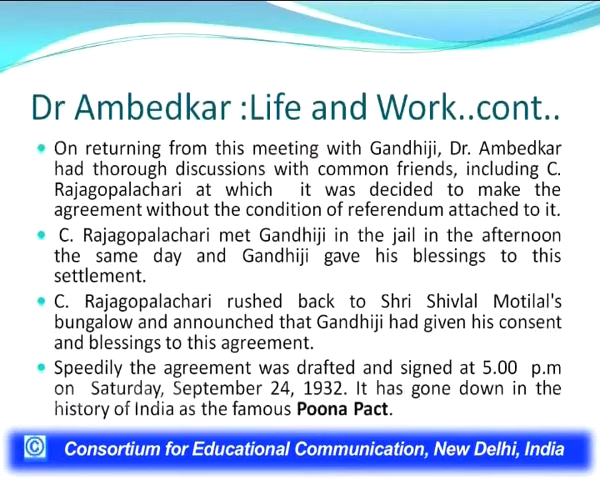 Dr Ambedkar :Life and Work..cont..
On returning from this meeting with Gandhiji, Dr. Ambedkar
had thorough discussions with common friends, including C.
Rajagopalachari at which it was decided to make the
agreement without the condition of referendum attached to it.
C. Rajagopalachari met Gandhiji in the jail in the afternoon
the same day and Gandhiji gave his blessings to this
settlement.
C. Rajagopalachari rushed back to Shri Shivlal Motilal's
bungalow and announched that Gandhiji had given his consent
and blessings to this agreement.
Speedily the agreement was drafted and signed at 5.00 p.m
on Saturday, September 24, 1932. It has gone down in the
history of India as the famous Poona Pact.
© Consortium for Educational Communication, New Delhi, India